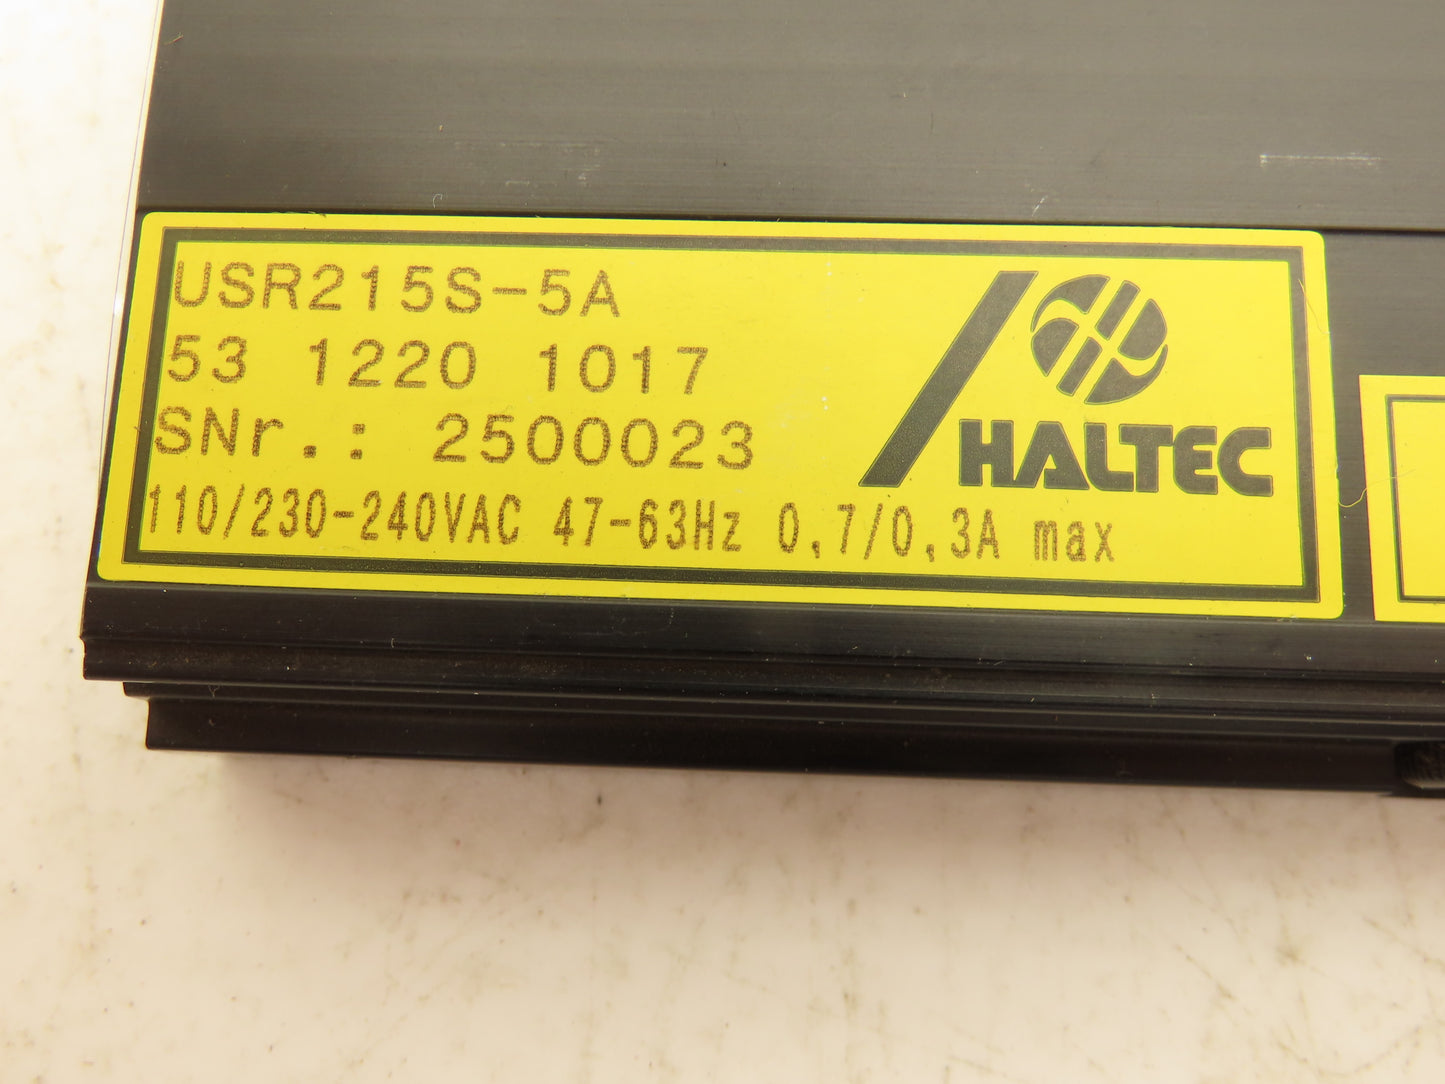 USR215S-5A
53 1220 1017
SNr.: 2500023
110/230-240VAC 47-63Hz 0,7/0,3A max
HALTEC